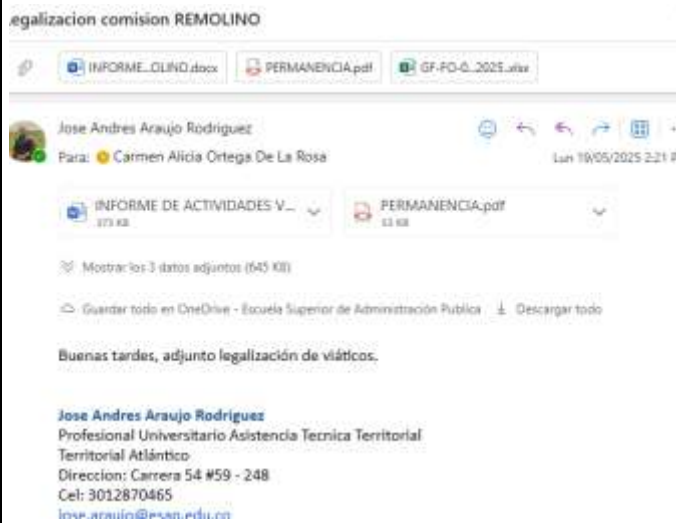 egalizacion comision REMOLINO
INFORME...OLINO.docx
PERMANENCIA.pdf
GF-FO-0...2025.xlsx
Jose Andres Araujo Rodriguez
Para: Carmen Alicia Ortega De La Rosa
Lun 19/05/2025 2:21 P
INFORME DE ACTIVIDADES V...
373 KB
PERMANENCIA.pdf
53 KB
Mostrar los 3 datos adjuntos (645 KB)
Guardar todo en OneDrive - Escuela Superior de Administración Publica
Descargar todo
Buenas tardes, adjunto legalización de viáticos.
Jose Andres Araujo Rodriguez
Profesional Universitario Asistencia Tecnica Territorial
Territorial Atlántico
Direccion: Carrera 54 #59 - 248
Cel: 3012870465
jose.araujo@esap.edu.co